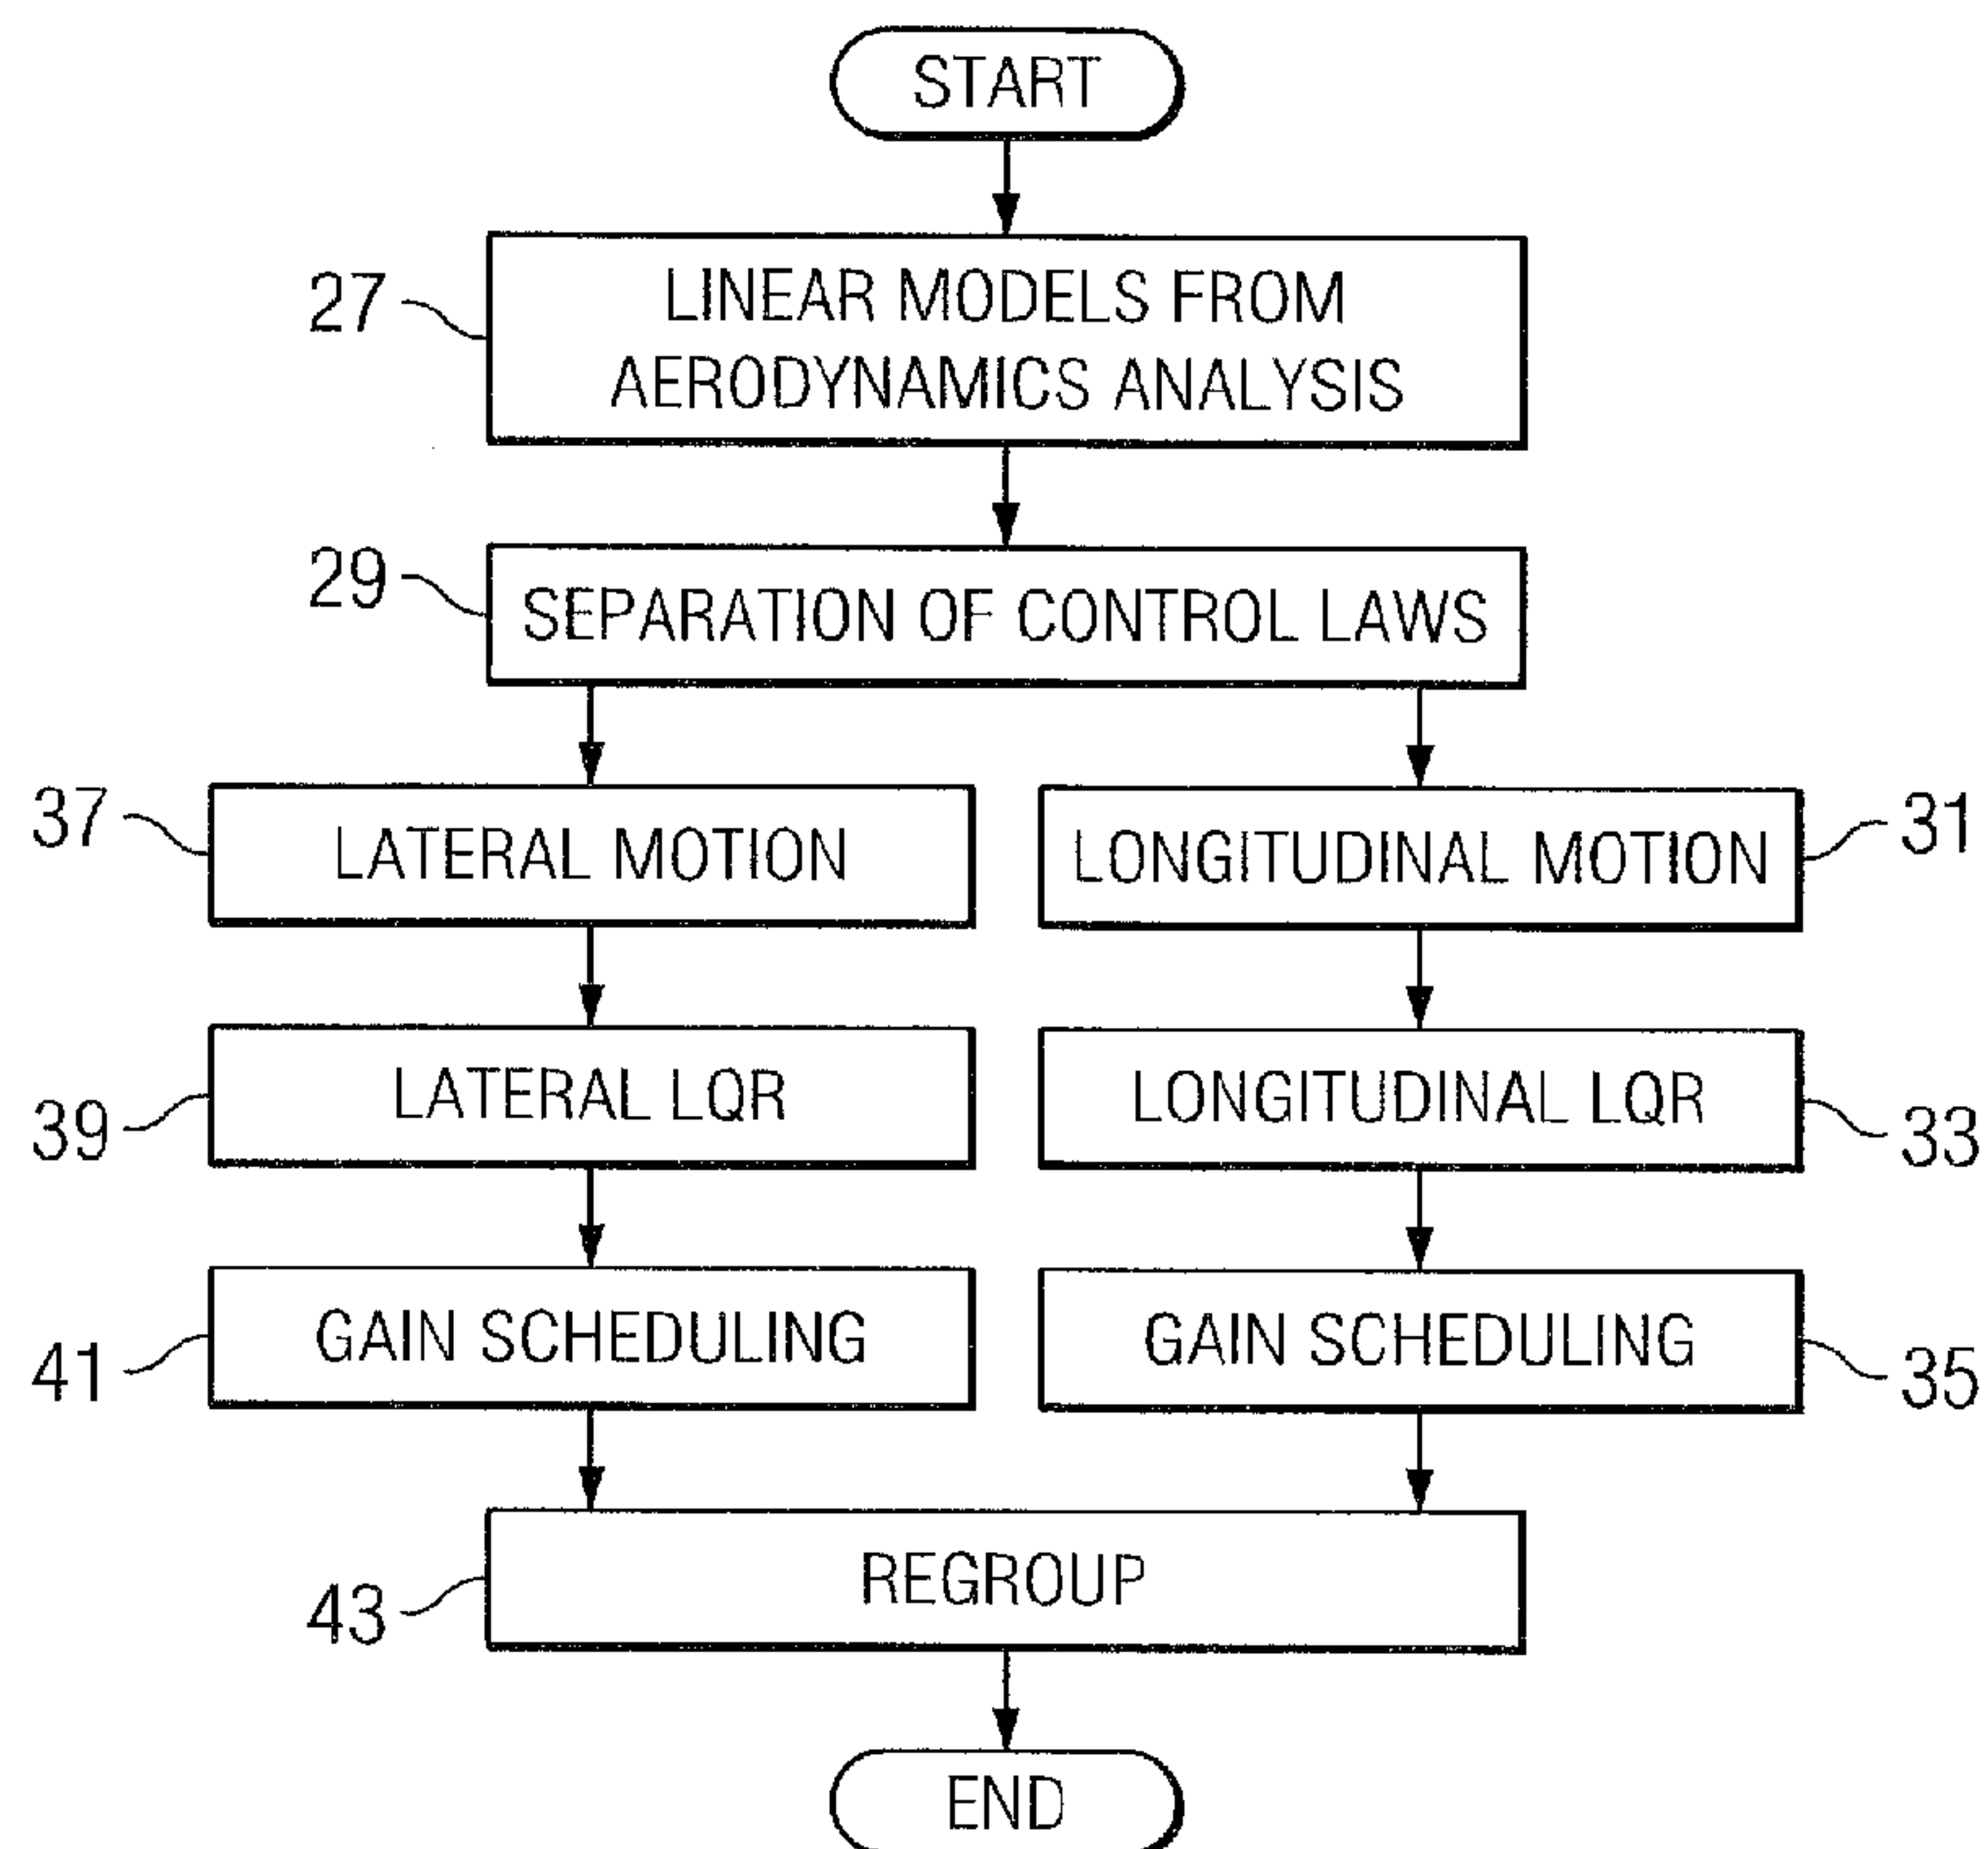 START
27
LINEAR MODELS FROM
AERODYNAMICS ANALYSIS
29
SEPARATION OF CONTROL LAWS
37
LATERAL MOTION
LONGITUDINAL MOTION
31
39
LATERAL LQR
LONGITUDINAL LQR
33
41
GAIN SCHEDULING
GAIN SCHEDULING
35
43
REGROUP
END